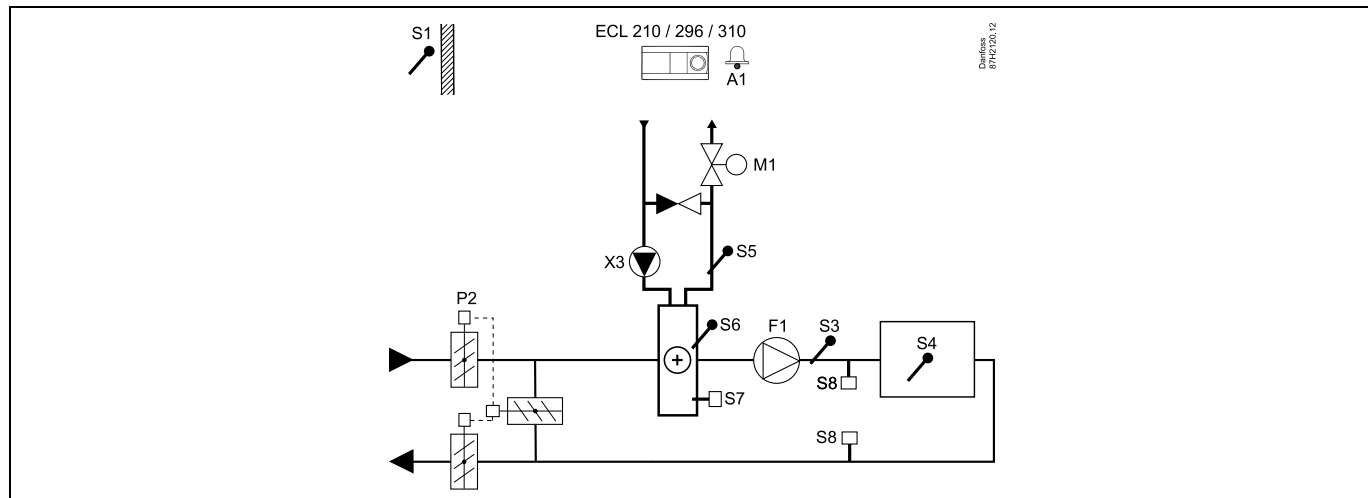 S1
ECL 210 / 296 / 310
A1
Danfoss
87H2120.12
M1
X3
S5
P2
S6
F1
S3
S4
S8
S7
S8